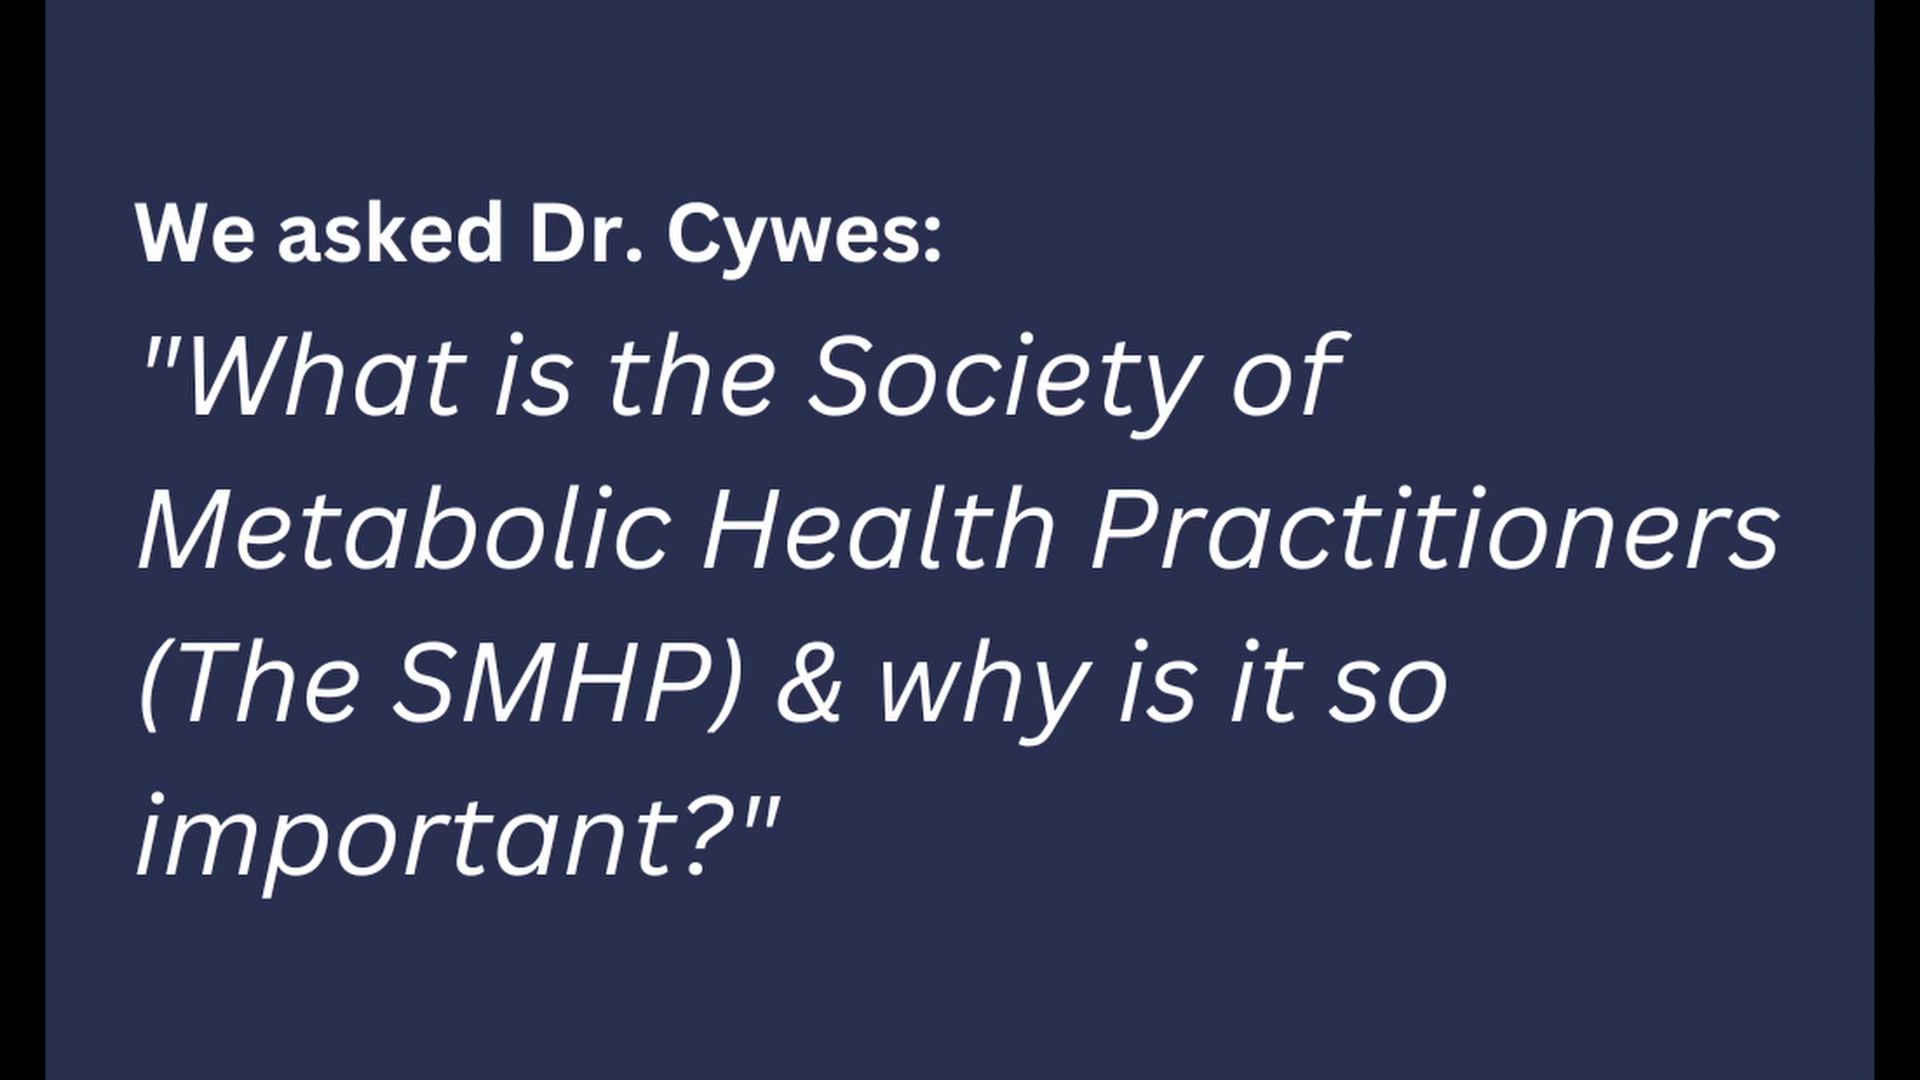 We asked Dr. Cywes:
"What is the Society of
Metabolic Health Practitioners
(The SMHP) & why is it so
important?"